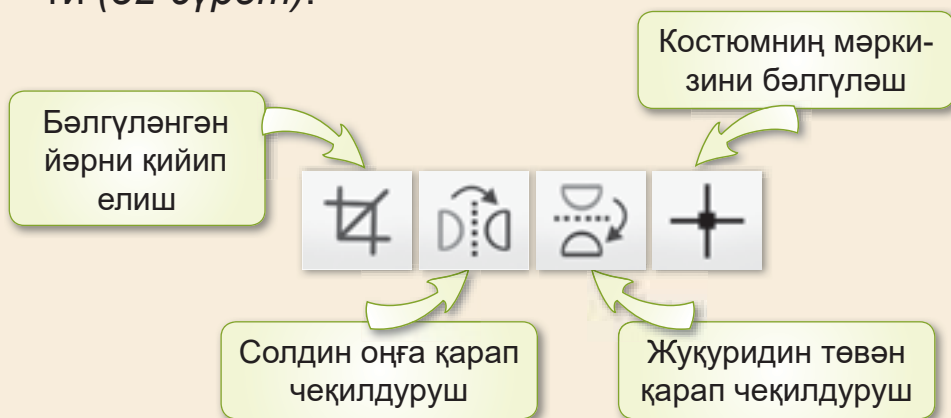 Костюмниң мәрки-
зини бәлгүләш
Бәлгүләнгән
йәрни қийип
елиш
Солдин оңға қарап
чеқилдуруш
Жуқуридин төвән
қарап чеқилдуруш